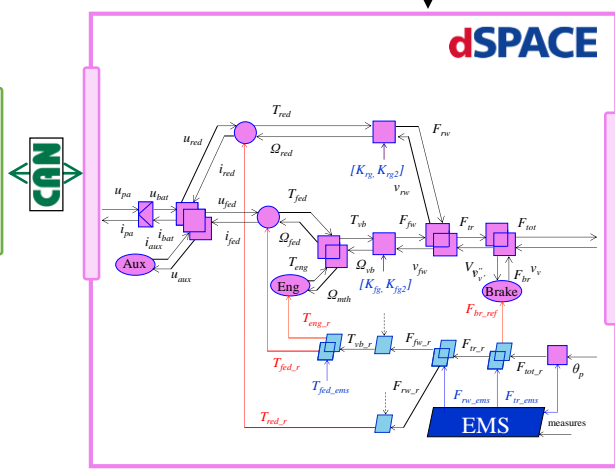 dSPACE
CAN
T_red
F_rw
u_red
Ω_red
[K_rg, K_rg2]
i_red
v_rw
u_pa
u_bat
u_fed
T_fed
T_vb
F_fw
F_tr
F_tot
i_pa
i_bat
i_aux
i_fed
Ω_fed
Aux
u_aux
T_eng
Ω_vb
v_fw
v_v
Eng
Ω_mth
[K_fg, K_fg2]
F_br
Brake
T_eng_r
F_br_ref
T_vb_r
F_fw_r
F_tr_r
T_fed_r
F_tot_r
θ_p
T_fed_ems
F_rw_r
F_rw_ems
F_tr_ems
T_red_r
EMS
measures